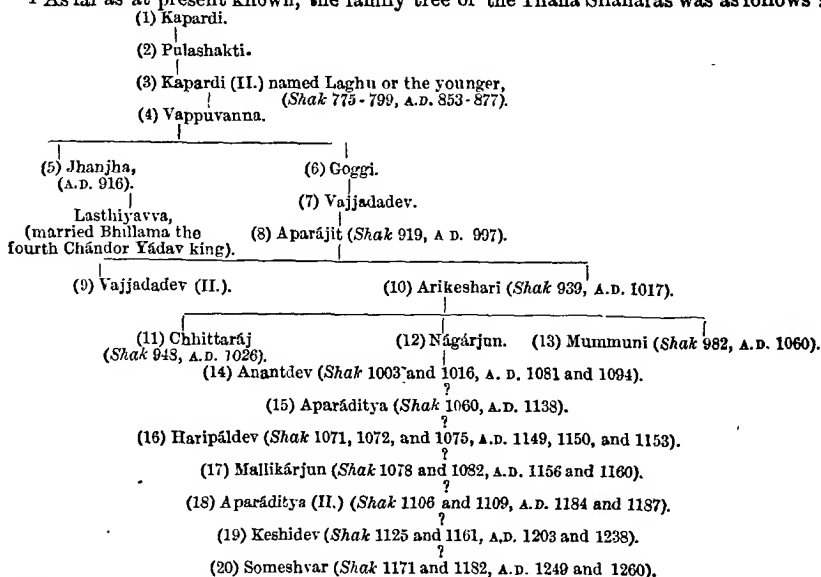 1 As far as at present known, the family tree of the Thána Siláháras was as follows :
(1) Kapardi.
(2) Pulashakti.
(3) Kapardi (II.) named Laghu or the younger,
(Shak 775-799, A.D. 853-877).
(4) Vappuvanna.
(5) Jhanjha, (6) Goggi.
(A.D. 916).
(7) Vajjadadev.
Lasthiyavva,
(married Bhillama the (8) Aparájit (Shak 919, A D. 997).
fourth Chándor Yádav king).
(9) Vajjadadev (II.). (10) Arikeshari (Shak 939, A.D. 1017).
(11) Chhittaráj (12) Nágárjun. (13) Mummuni (Shak 982, A.D. 1060).
(Shak 948, A.D. 1026).
(14) Anantdev (Shak 1003 and 1016, A. D. 1081 and 1094).
?
(15) Aparáditya (Shak 1060, A.D. 1138).
?
(16) Haripáldev (Shak 1071, 1072, and 1075, A.D. 1149, 1150, and 1153).
?
(17) Mallikárjun (Shak 1078 and 1082, A.D. 1156 and 1160).
?
(18) Aparáditya (II.) (Shak 1106 and 1109, A.D. 1184 and 1187).
?
(19) Keshidev (Shak 1125 and 1161, A.D. 1203 and 1238).
?
(20) Someshvar (Shak 1171 and 1182, A.D. 1249 and 1260).